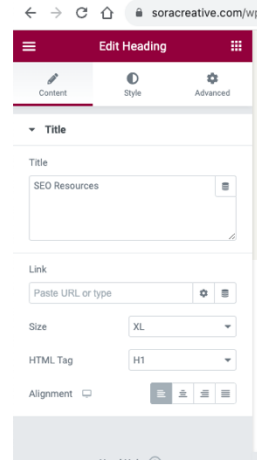 soracreative.com/wp
Edit Heading
Content Style Advanced
Title
Title
SEO Resources
Link
Paste URL or type
Size XL
HTML Tag H1
Alignment